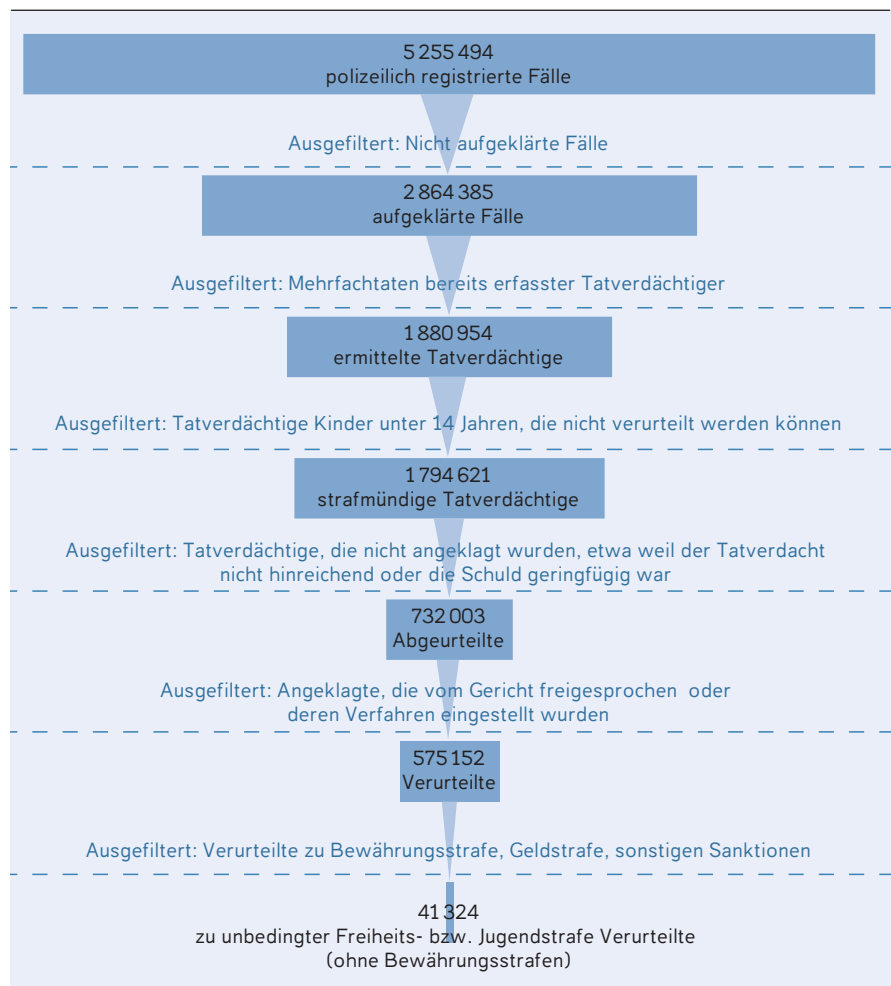 5 255 494
polizeilich registrierte Fälle
Ausgefiltert: Nicht aufgeklärte Fälle
2 864 385
aufgeklärte Fälle
Ausgefiltert: Mehrfachtaten bereits erfasster Tatverdächtiger
1 880 954
ermittelte Tatverdächtige
Ausgefiltert: Tatverdächtige Kinder unter 14 Jahren, die nicht verurteilt werden können
1 794 621
strafmündige Tatverdächtige
Ausgefiltert: Tatverdächtige, die nicht angeklagt wurden, etwa weil der Tatverdacht
nicht hinreichend oder die Schuld geringfügig war
732 003
Abgeurteilte
Ausgefiltert: Angeklagte, die vom Gericht freigesprochen oder
deren Verfahren eingestellt wurden
575 152
Verurteilte
Ausgefiltert: Verurteilte zu Bewährungsstrafe, Geldstrafe, sonstigen Sanktionen
41 324
zu unbedingter Freiheits- bzw. Jugendstrafe Verurteilte
(ohne Bewährungsstrafen)